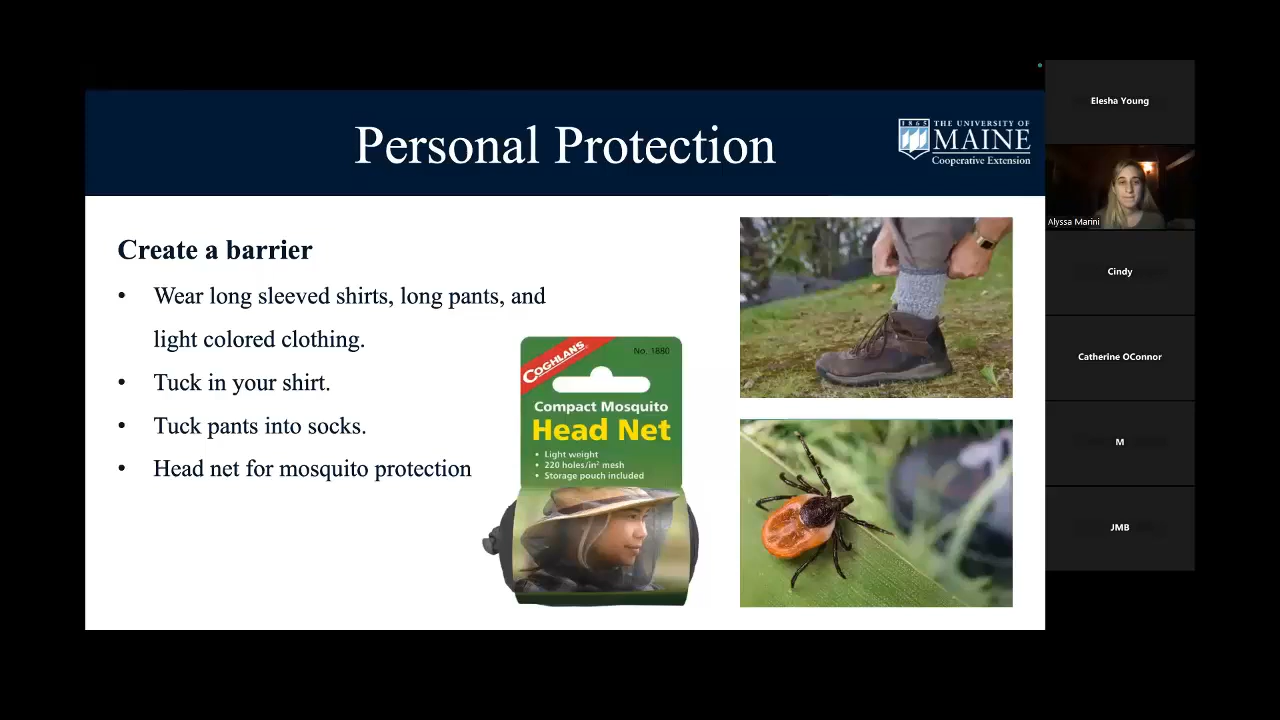 Personal Protection
1865
THE UNIVERSITY OF
MAINE
Cooperative Extension
Create a barrier
• Wear long sleeved shirts, long pants, and
light colored clothing.
• Tuck in your shirt.
• Tuck pants into socks.
• Head net for mosquito protection
COGHLAN'S
No. 1880
Compact Mosquito
Head Net
• Light weight
• 220 holes/in² mesh
• Storage pouch included
Elesha Young
Alyssa Marini
Cindy
Catherine OConnor
M
JMB